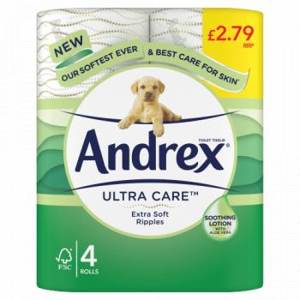 NEW
OUR SOFTEST EVER & BEST CARE FOR SKIN*
£2.79
RRP
Andrex®
TOILET TISSUE
ULTRA CARE™
Extra Soft
Ripples
SOOTHING
LOTION
WITH
ALOE VERA
FSC
4
ROLLS